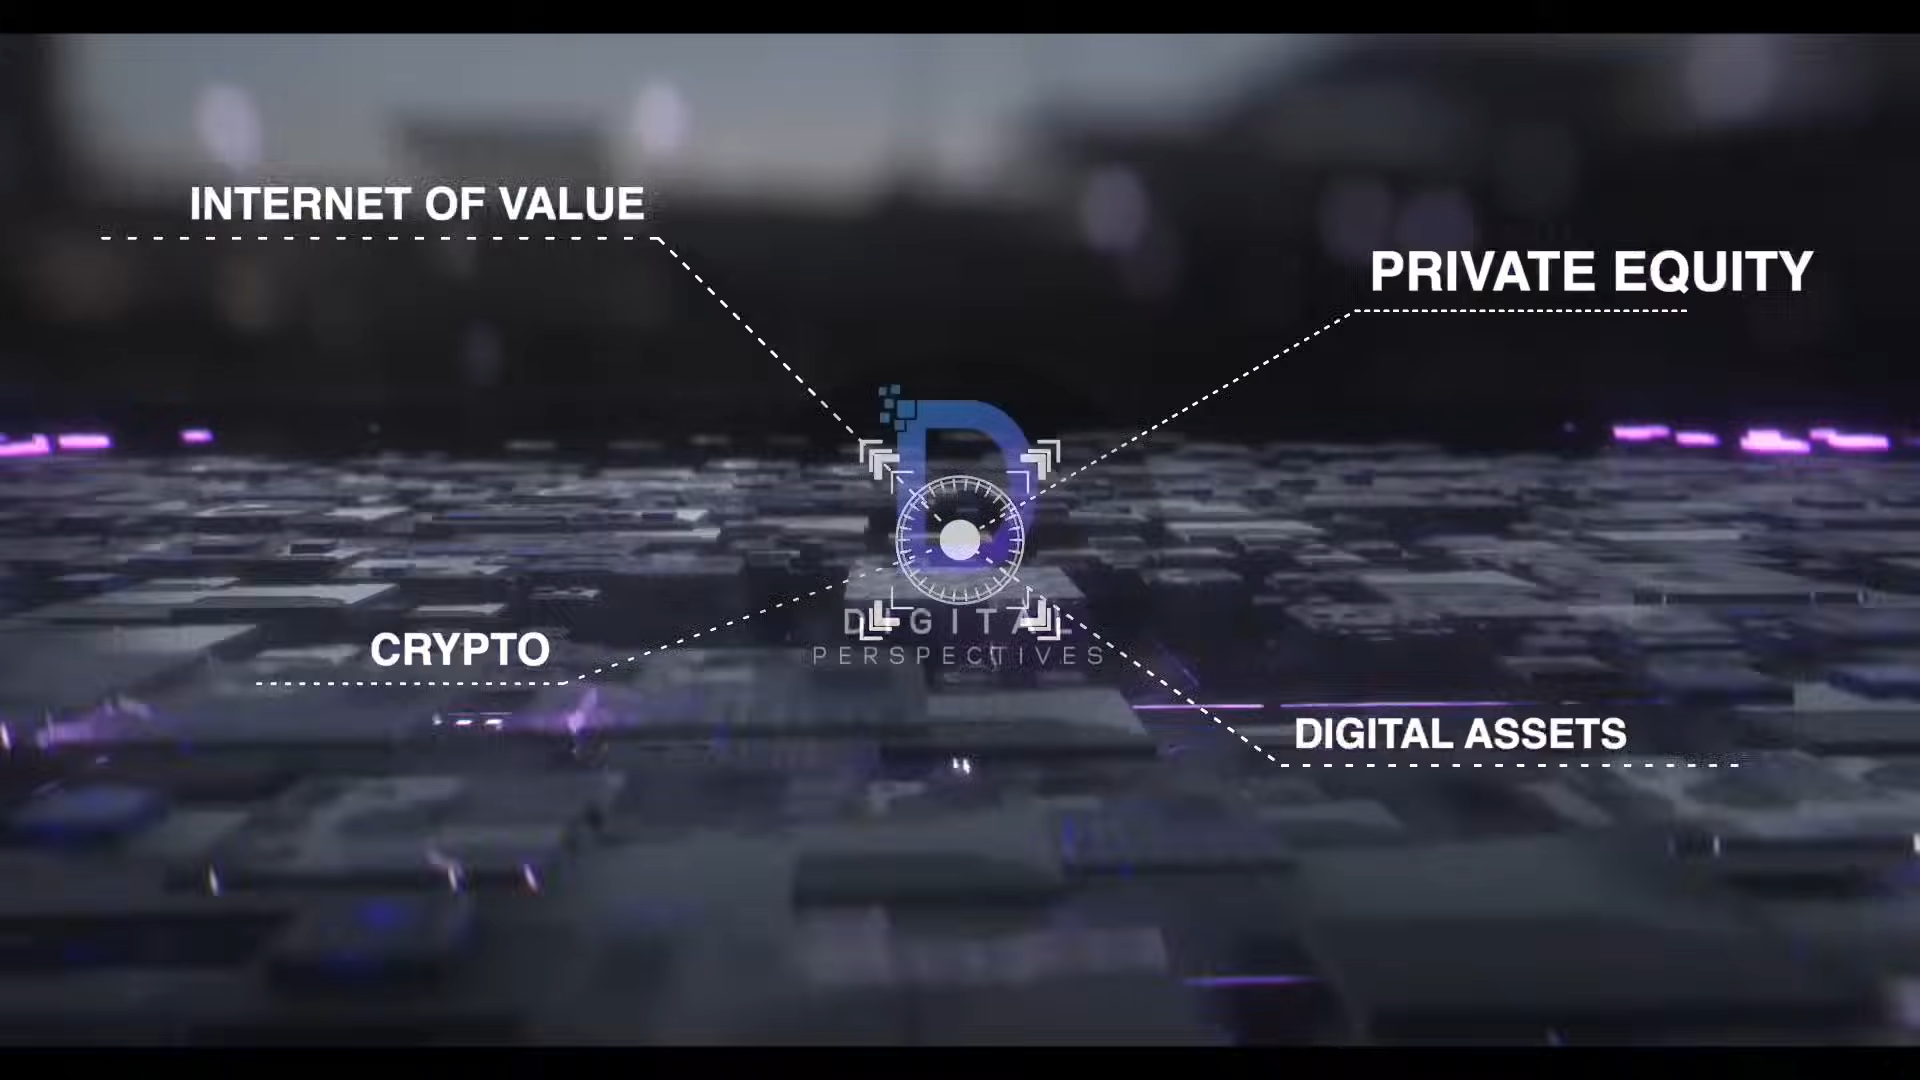 INTERNET OF VALUE
PRIVATE EQUITY
CRYPTO
DIGITAL
PERSPECTIVES
DIGITAL ASSETS